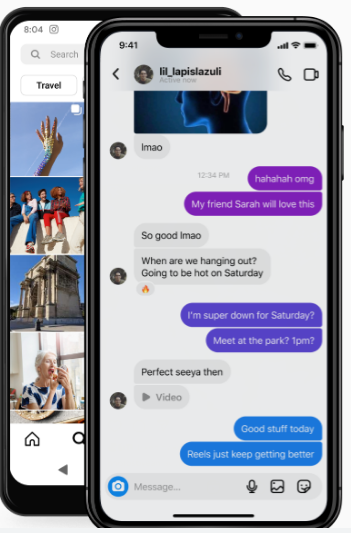 8:04
Search
Travel
9:41
lil_lapislazuli
Active now
lmao
12:34 PM
hahahah omg
My friend Sarah will love this
So good lmao
When are we hanging out?
Going to be hot on Saturday
I'm super down for Saturday?
Meet at the park? 1pm?
Perfect seeya then
Video
Good stuff today
Reels just keep getting better
Message...